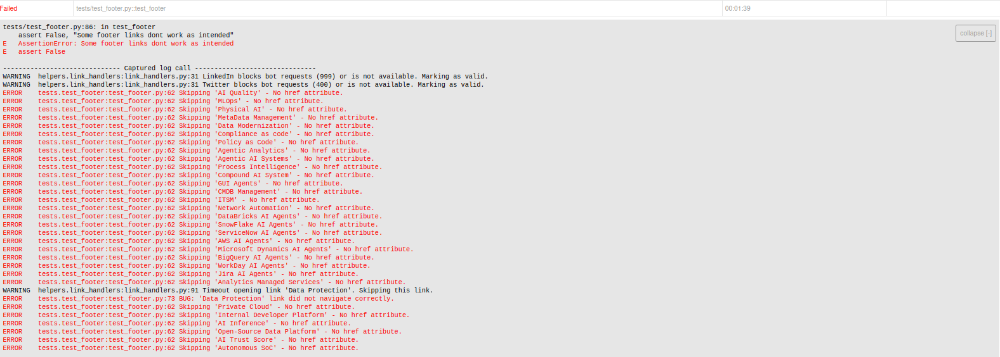 Failed tests/test_footer.py::test_footer 00:01:39
tests/test_footer.py:86: in test_footer
collapse [-]
    assert False, "Some footer links dont work as intended"
E   AssertionError: Some footer links dont work as intended
E   assert False
------------------------------ Captured log call -------------------------------
WARNING  helpers.link_handlers:link_handlers.py:31 LinkedIn blocks bot requests (999) or is not available. Marking as valid.
WARNING  helpers.link_handlers:link_handlers.py:31 Twitter blocks bot requests (400) or is not available. Marking as valid.
ERROR    tests.test_footer:test_footer.py:62 Skipping 'AI Quality' - No href attribute.
ERROR    tests.test_footer:test_footer.py:62 Skipping 'MLOps' - No href attribute.
ERROR    tests.test_footer:test_footer.py:62 Skipping 'Physical AI' - No href attribute.
ERROR    tests.test_footer:test_footer.py:62 Skipping 'MetaData Management' - No href attribute.
ERROR    tests.test_footer:test_footer.py:62 Skipping 'Data Modernization' - No href attribute.
ERROR    tests.test_footer:test_footer.py:62 Skipping 'Compliance as code' - No href attribute.
ERROR    tests.test_footer:test_footer.py:62 Skipping 'Policy as Code' - No href attribute.
ERROR    tests.test_footer:test_footer.py:62 Skipping 'Agentic Analytics' - No href attribute.
ERROR    tests.test_footer:test_footer.py:62 Skipping 'Agentic AI Systems' - No href attribute.
ERROR    tests.test_footer:test_footer.py:62 Skipping 'Process Intelligence' - No href attribute.
ERROR    tests.test_footer:test_footer.py:62 Skipping 'Compound AI System' - No href attribute.
ERROR    tests.test_footer:test_footer.py:62 Skipping 'GUI Agents' - No href attribute.
ERROR    tests.test_footer:test_footer.py:62 Skipping 'CMDB Management' - No href attribute.
ERROR    tests.test_footer:test_footer.py:62 Skipping 'ITSM' - No href attribute.
ERROR    tests.test_footer:test_footer.py:62 Skipping 'Network Automation' - No href attribute.
ERROR    tests.test_footer:test_footer.py:62 Skipping 'DataBricks AI Agents' - No href attribute.
ERROR    tests.test_footer:test_footer.py:62 Skipping 'SnowFlake AI Agents' - No href attribute.
ERROR    tests.test_footer:test_footer.py:62 Skipping 'ServiceNow AI Agents' - No href attribute.
ERROR    tests.test_footer:test_footer.py:62 Skipping 'AWS AI Agents' - No href attribute.
ERROR    tests.test_footer:test_footer.py:62 Skipping 'Microsoft Dynamics AI Agents' - No href attribute.
ERROR    tests.test_footer:test_footer.py:62 Skipping 'BigQuery AI Agents' - No href attribute.
ERROR    tests.test_footer:test_footer.py:62 Skipping 'WorkDay AI Agents' - No href attribute.
ERROR    tests.test_footer:test_footer.py:62 Skipping 'Jira AI Agents' - No href attribute.
ERROR    tests.test_footer:test_footer.py:62 Skipping 'Analytics Managed Services' - No href attribute.
WARNING  helpers.link_handlers:link_handlers.py:91 Timeout opening link 'Data Protection'. Skipping this link.
ERROR    tests.test_footer:test_footer.py:73 BUG: 'Data Protection' link did not navigate correctly.
ERROR    tests.test_footer:test_footer.py:62 Skipping 'Private Cloud' - No href attribute.
ERROR    tests.test_footer:test_footer.py:62 Skipping 'Internal Developer Platform' - No href attribute.
ERROR    tests.test_footer:test_footer.py:62 Skipping 'AI Inference' - No href attribute.
ERROR    tests.test_footer:test_footer.py:62 Skipping 'Open-Source Data Platform' - No href attribute.
ERROR    tests.test_footer:test_footer.py:62 Skipping 'AI Trust Score' - No href attribute.
ERROR    tests.test_footer:test_footer.py:62 Skipping 'Autonomous SoC' - No href attribute.